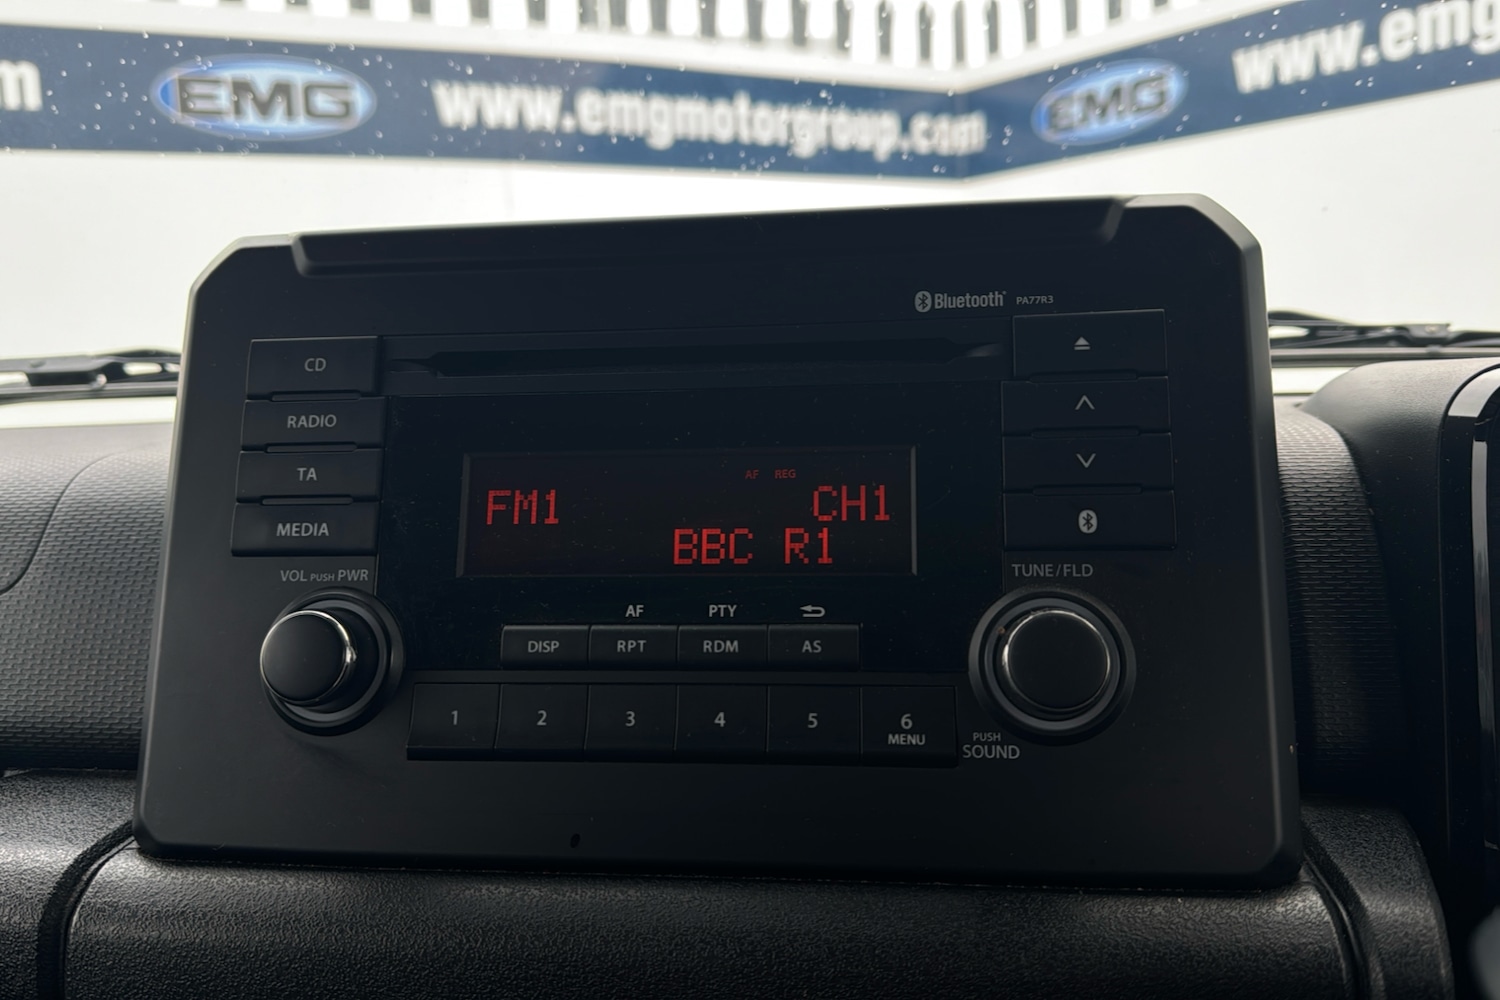 m
EMG
www.emgmotorgroup.com
EMG
www.emg
Bluetooth PA77R3
CD
RADIO
TA
MEDIA
AF REG
FM1 CH1
BBC R1
VOL PUSH PWR
TUNE/FLD
AF PTY
DISP RPT RDM AS
1 2 3 4 5 6
MENU
PUSH
SOUND